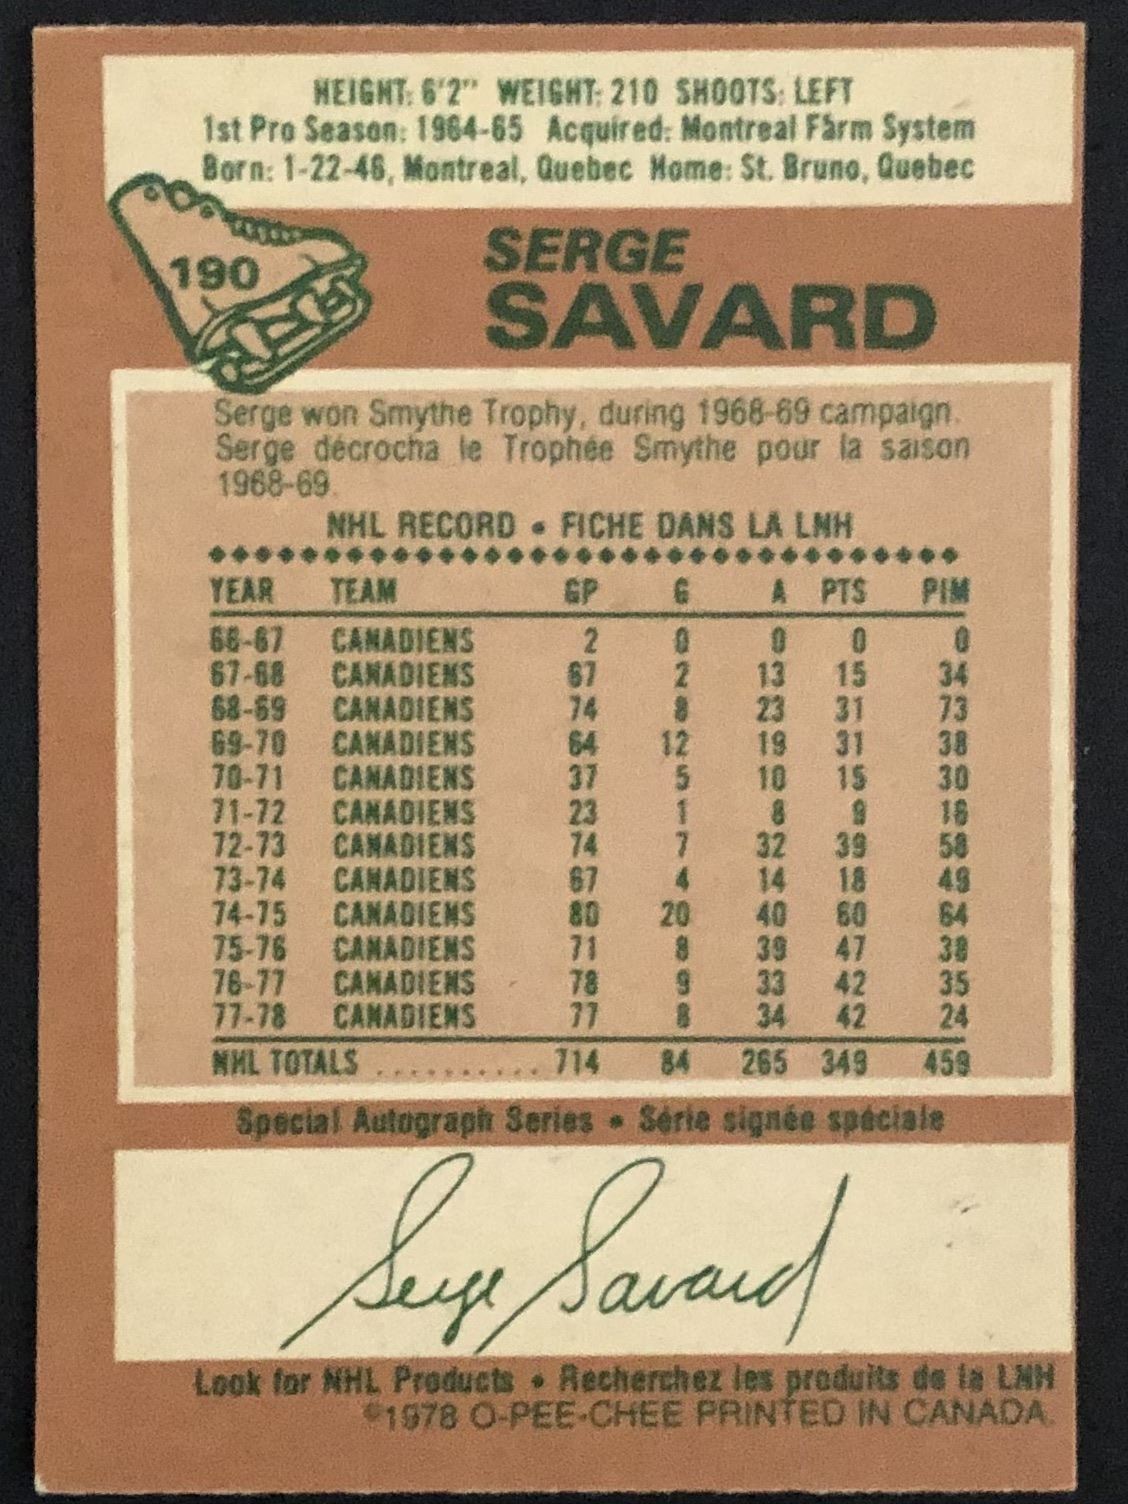 HEIGHT: 6'2" WEIGHT: 210 SHOOTS: LEFT
1st Pro Season: 1964-65 Acquired: Montreal Farm System
Born: 1-22-46, Montreal, Quebec Home: St. Bruno, Quebec
190
SERGE
SAVARD
Serge won Smythe Trophy, during 1968-69 campaign.
Serge décrocha le Trophée Smythe pour la saison
1968-69.
NHL RECORD • FICHE DANS LA LNH
YEAR TEAM GP G A PTS PIM
66-67 CANADIENS 2 0 0 0 0
67-68 CANADIENS 67 2 13 15 34
68-69 CANADIENS 74 8 23 31 73
69-70 CANADIENS 64 12 19 31 38
70-71 CANADIENS 37 5 10 15 30
71-72 CANADIENS 23 1 8 9 16
72-73 CANADIENS 74 7 32 39 58
73-74 CANADIENS 67 4 14 18 49
74-75 CANADIENS 80 20 40 60 64
75-76 CANADIENS 71 8 39 47 38
76-77 CANADIENS 78 9 33 42 35
77-78 CANADIENS 77 8 34 42 24
NHL TOTALS .......... 714 84 265 349 459
Special Autograph Series • Série signée spéciale
Serge Savard
Look for NHL Products • Recherchez les produits de la LNH
©1978 O-PEE-CHEE PRINTED IN CANADA.